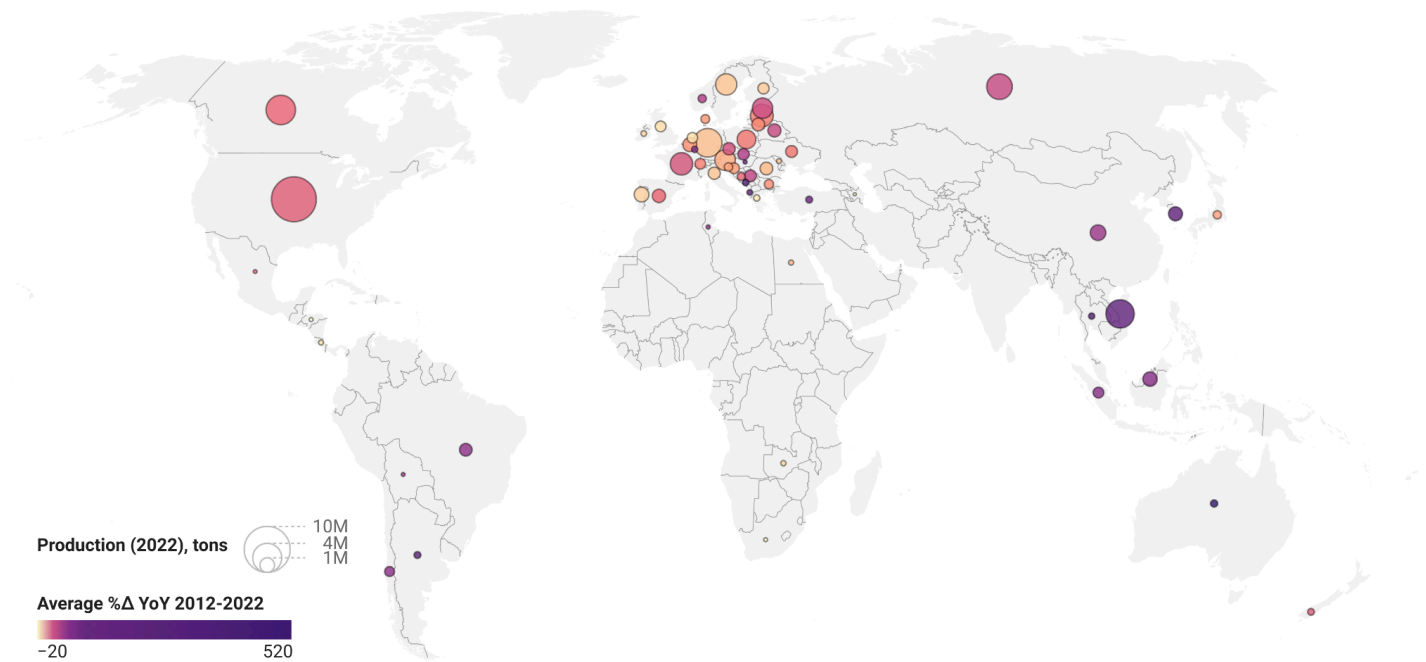 Production (2022), tons
10M
4M
1M
Average %Δ YoY 2012-2022
−20 520